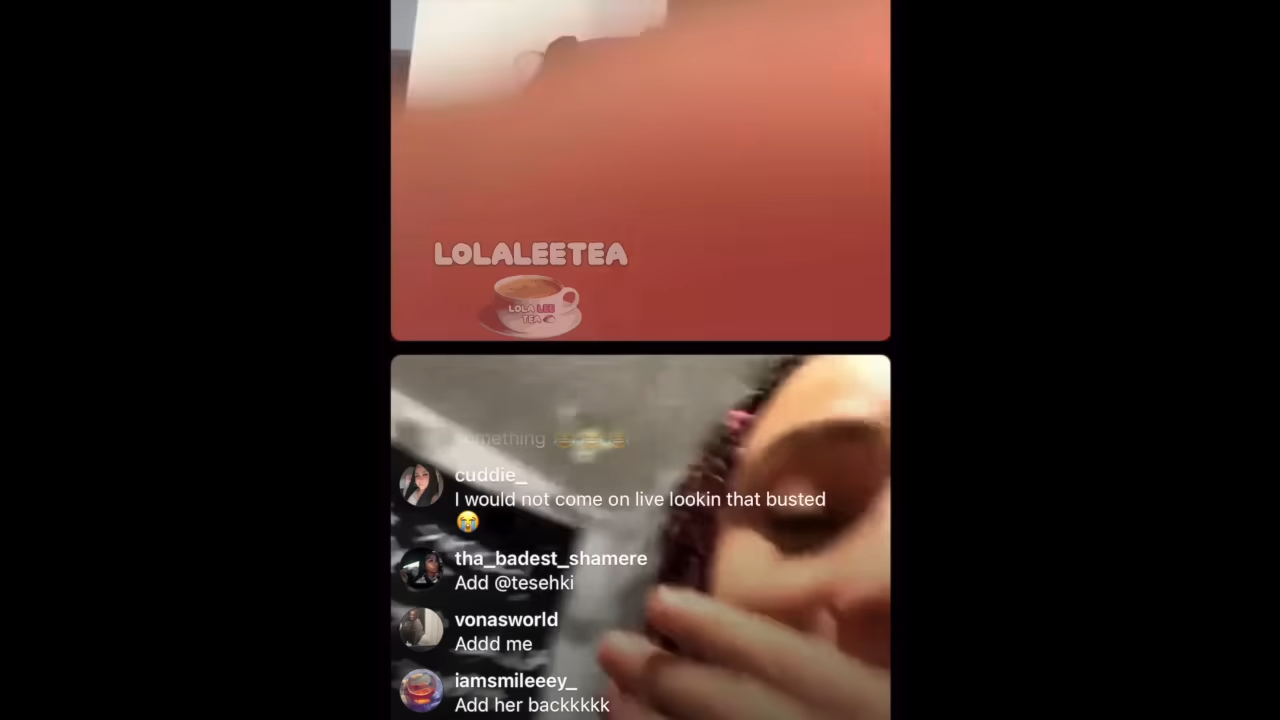 LOLALEETEA
LOLA LEE
TEA
cuddie_
I would not come on live lookin that busted
😭
tha_badest_shamere
Add @tesehki
vonasworld
Addd me
iamsmileeey_
Add her backkkkk